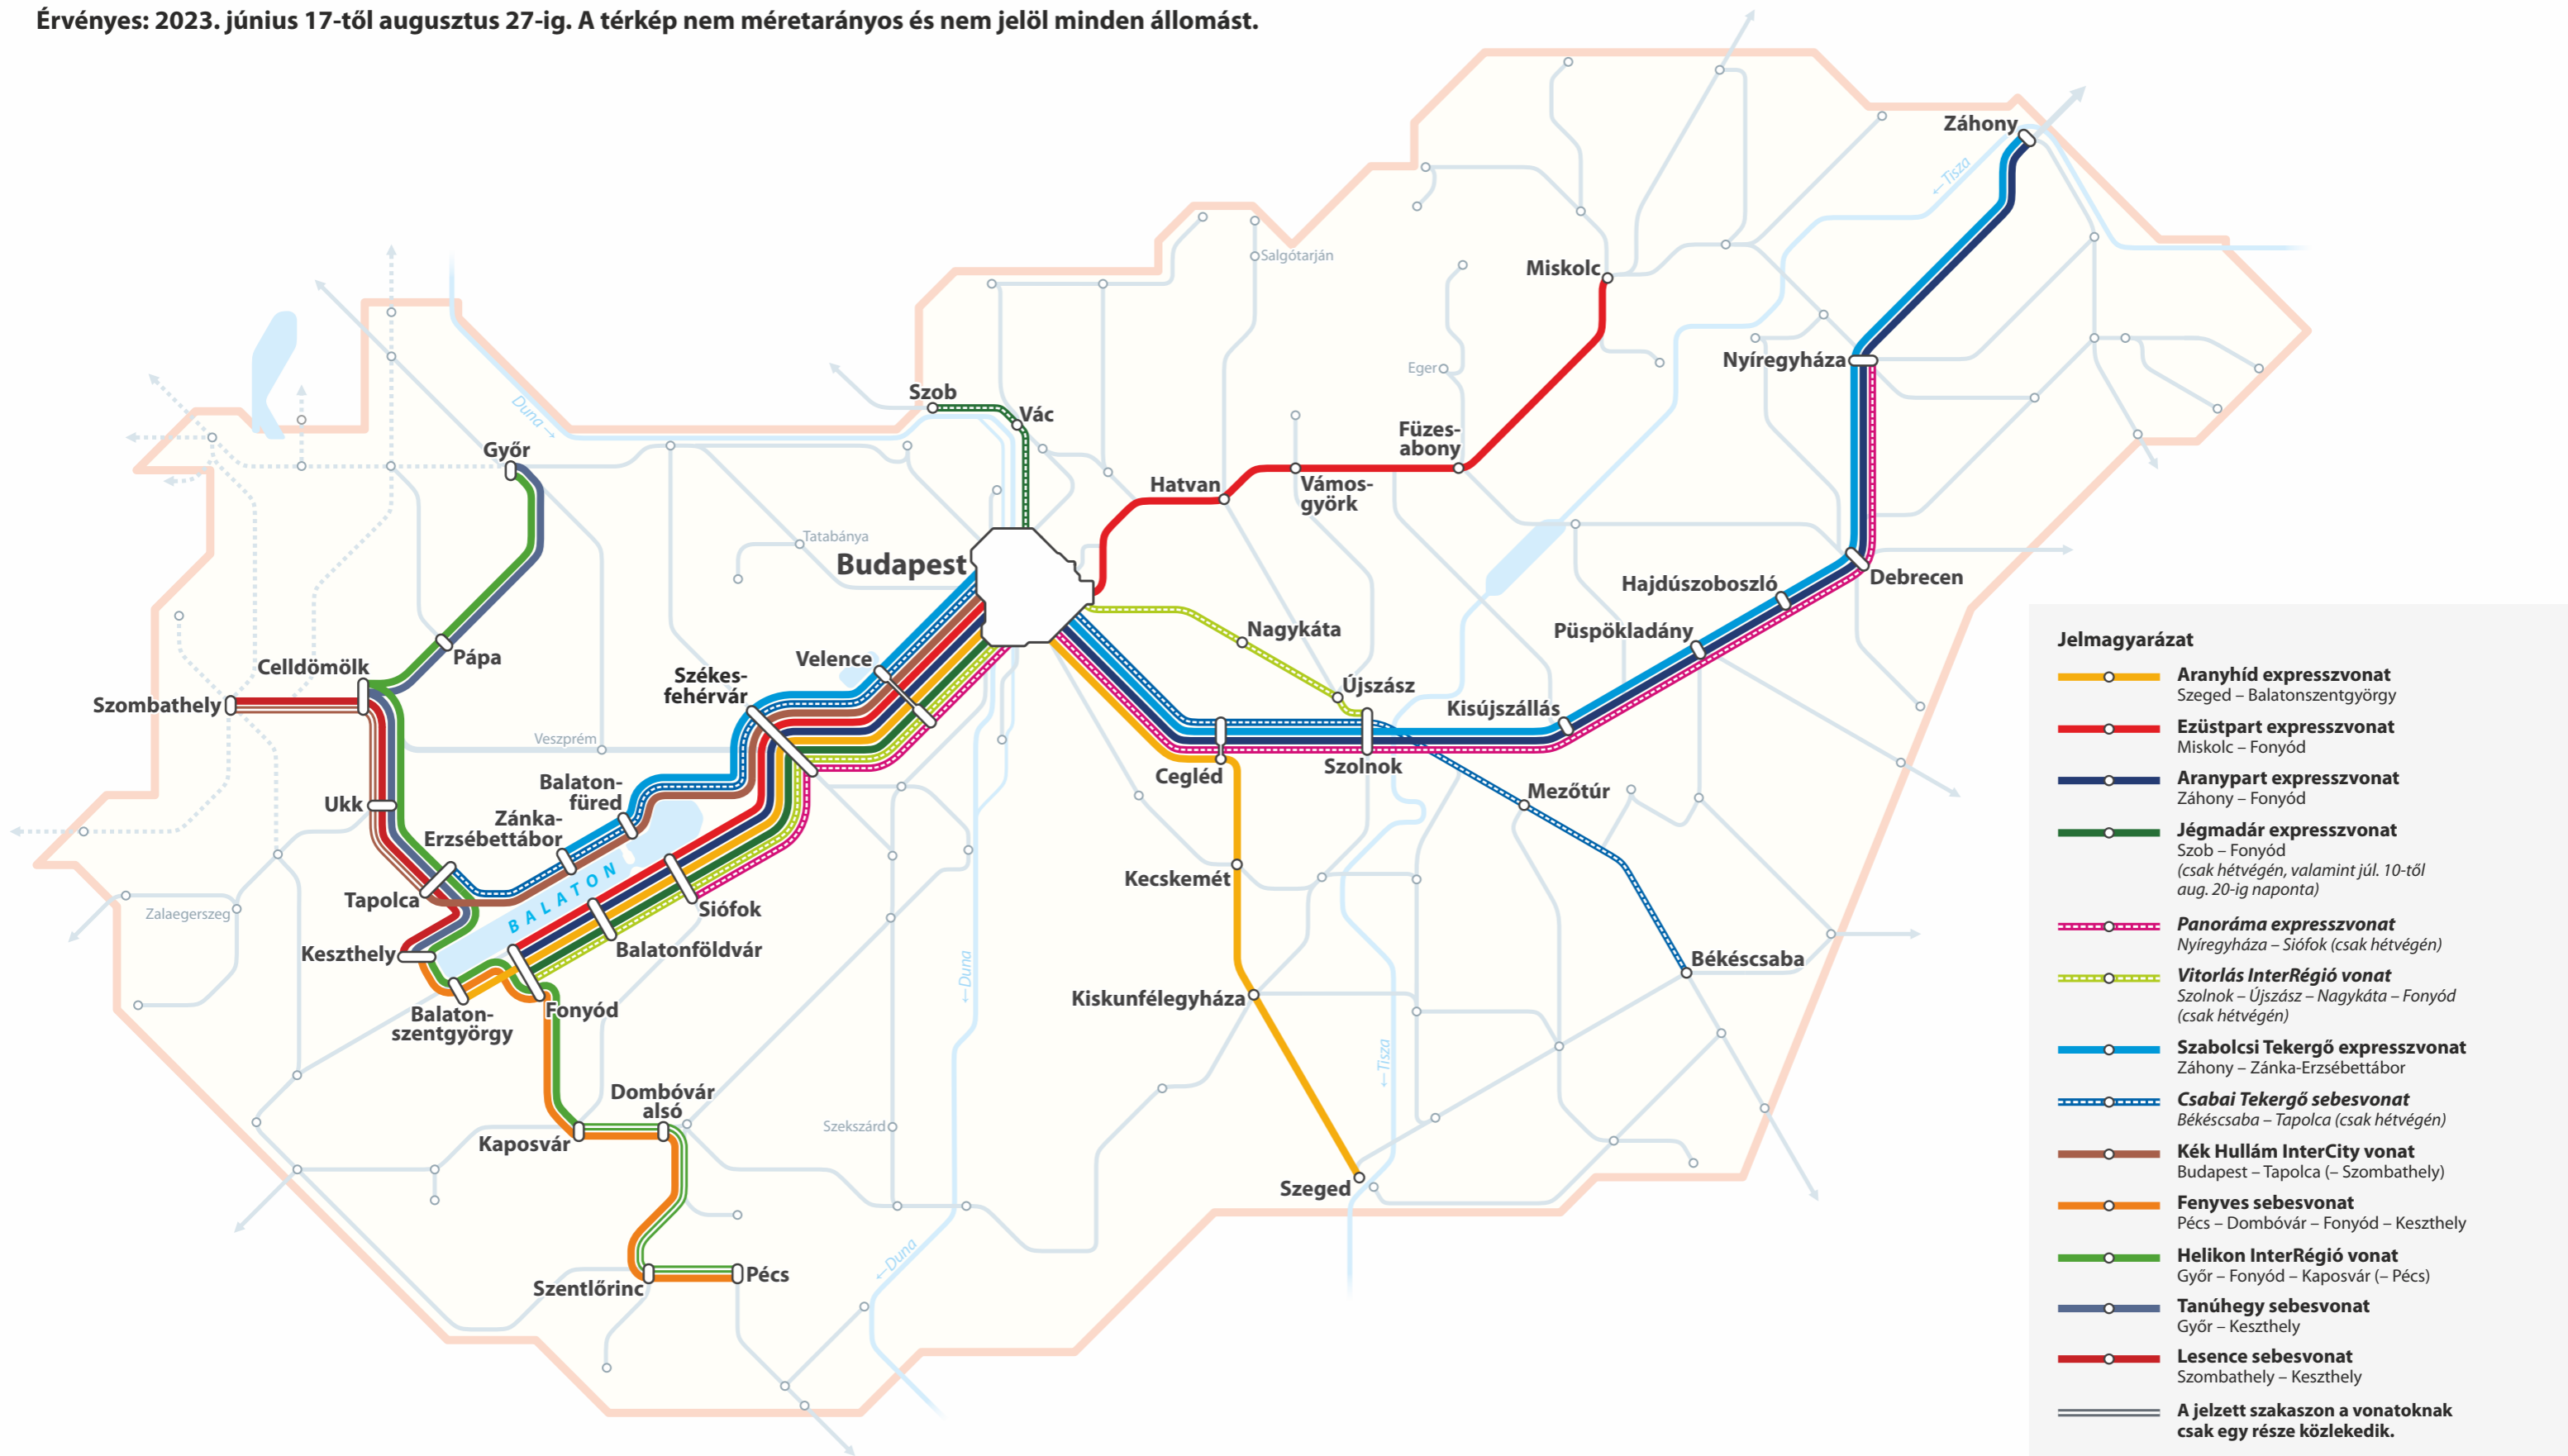 Érvényes: 2023. június 17-től augusztus 27-ig. A térkép nem méretarányos és nem jelöl minden állomást.
Záhony
←Tisza
Salgótarján
Miskolc
Nyíregyháza
Eger
Szob
Vác
Duna →
Füzes-
abony
Győr
Hatvan
Vámos-
györk
Tatabánya
Budapest
Debrecen
Hajdúszoboszló
Püspökladány
Nagykáta
Pápa
Velence
Celldömölk
Székes-
fehérvár
Újszász
Szombathely
Kisújszállás
Veszprém
Cegléd
Szolnok
Balaton-
füred
Mezőtúr
Ukk
Zánka-
Erzsébettábor
BALATON
Kecskemét
Tapolca
Zalaegerszeg
Siófok
Balatonföldvár
Keszthely
Békéscsaba
←Duna
Kiskunfélegyháza
Fonyód
Balaton-
szentgyörgy
←Tisza
Dombóvár
alsó
Szekszárd
Kaposvár
Szeged
←Duna
Pécs
Szentlőrinc
Jelmagyarázat
Aranyhíd expresszvonat
Szeged – Balatonszentgyörgy
Ezüstpart expresszvonat
Miskolc – Fonyód
Aranypart expresszvonat
Záhony – Fonyód
Jégmadár expresszvonat
Szob – Fonyód
(csak hétvégén, valamint júl. 10-től
aug. 20-ig naponta)
Panoráma expresszvonat
Nyíregyháza – Siófok (csak hétvégén)
Vitorlás InterRégió vonat
Szolnok – Újszász – Nagykáta – Fonyód
(csak hétvégén)
Szabolcsi Tekergő expresszvonat
Záhony – Zánka-Erzsébettábor
Csabai Tekergő sebesvonat
Békéscsaba – Tapolca (csak hétvégén)
Kék Hullám InterCity vonat
Budapest – Tapolca (– Szombathely)
Fenyves sebesvonat
Pécs – Dombóvár – Fonyód – Keszthely
Helikon InterRégió vonat
Győr – Fonyód – Kaposvár (– Pécs)
Tanúhegy sebesvonat
Győr – Keszthely
Lesence sebesvonat
Szombathely – Keszthely
A jelzett szakaszon a vonatoknak
csak egy része közlekedik.